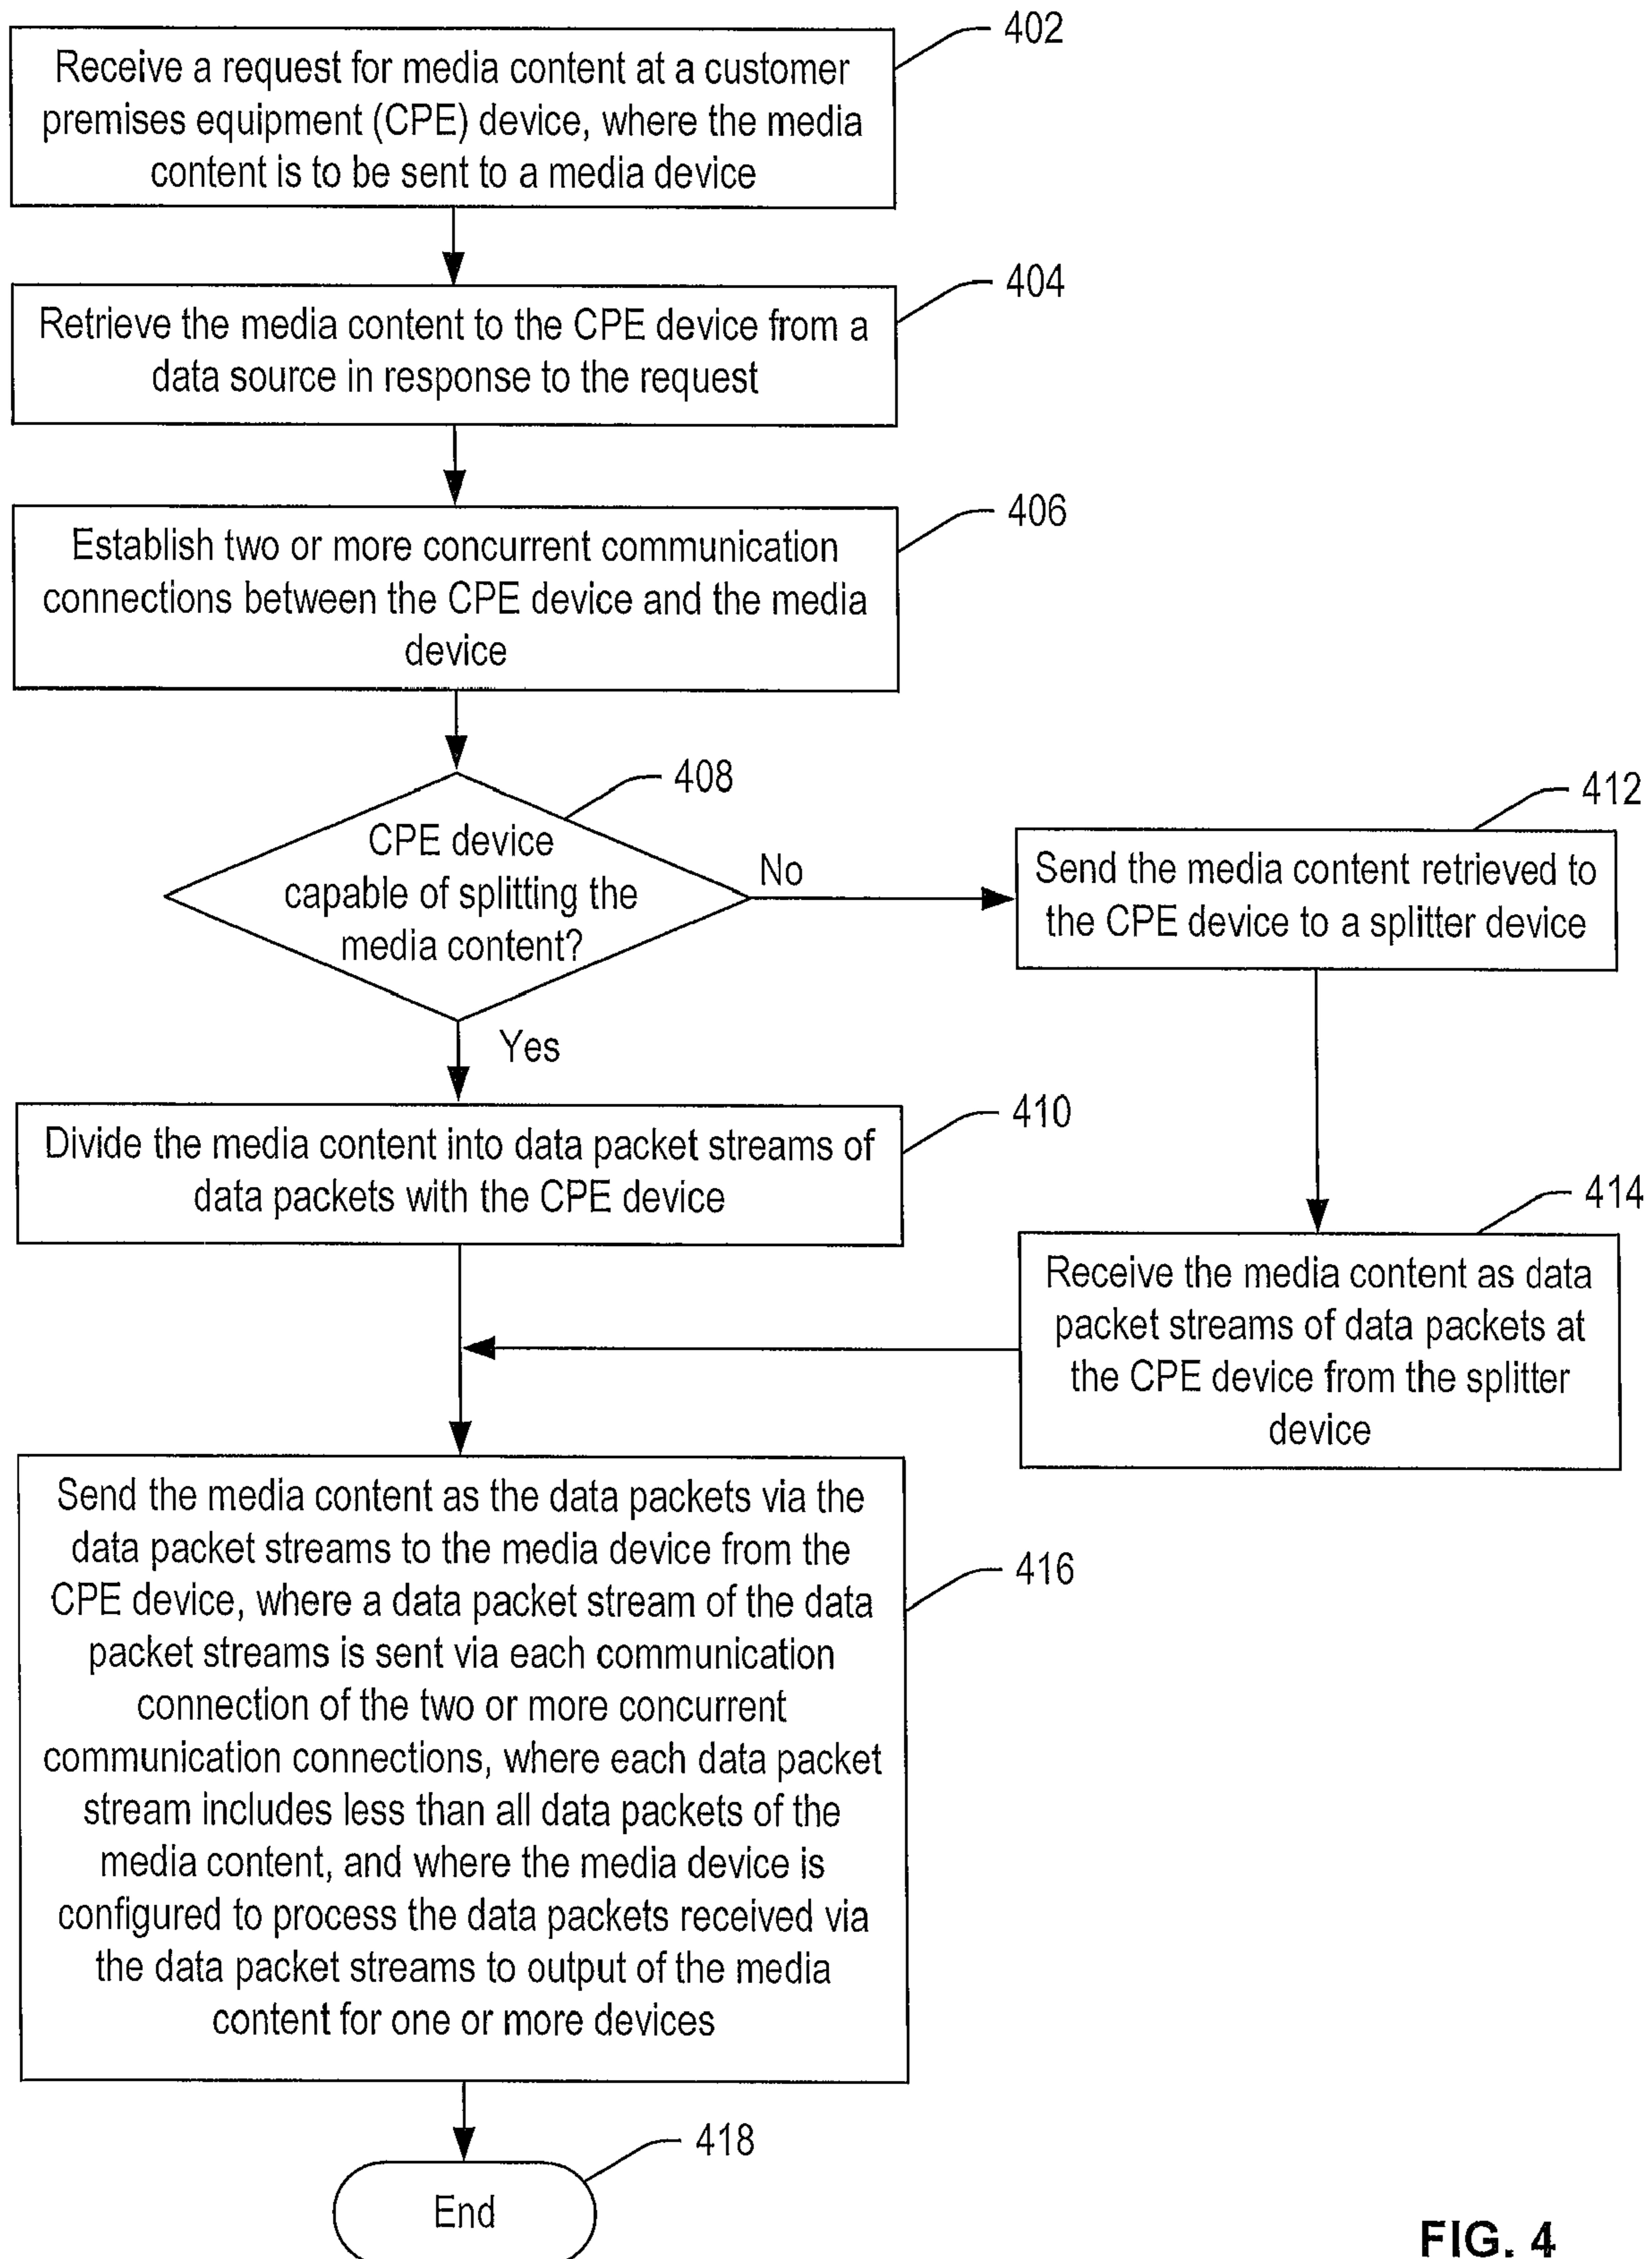 402
Receive a request for media content at a customer
premises equipment (CPE) device, where the media
content is to be sent to a media device
404
Retrieve the media content to the CPE device from a
data source in response to the request
406
Establish two or more concurrent communication
connections between the CPE device and the media
device
408
CPE device
capable of splitting the
media content?
No
Yes
412
Send the media content retrieved to
the CPE device to a splitter device
410
Divide the media content into data packet streams of
data packets with the CPE device
414
Receive the media content as data
packet streams of data packets at
the CPE device from the splitter
device
416
Send the media content as the data packets via the
data packet streams to the media device from the
CPE device, where a data packet stream of the data
packet streams is sent via each communication
connection of the two or more concurrent
communication connections, where each data packet
stream includes less than all data packets of the
media content, and where the media device is
configured to process the data packets received via
the data packet streams to output of the media
content for one or more devices
418
End
FIG. 4